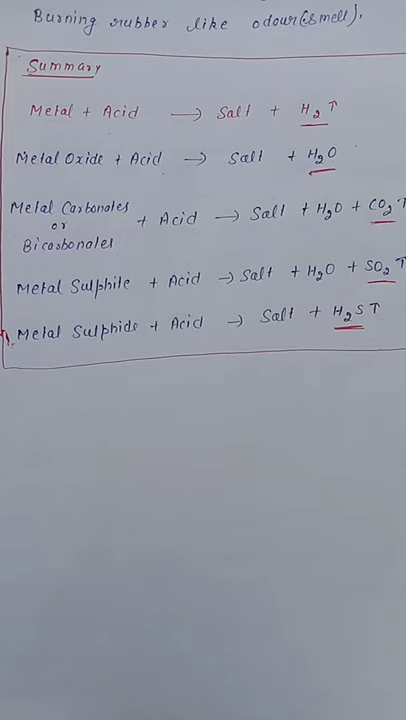 Burning rubber like odour(smell).
Summary
Metal + Acid → Salt + H₂ ↑
Metal Oxide + Acid → Salt + H₂O
Metal Carbonates or Bicarbonates + Acid → Salt + H₂O + CO₂ ↑
Metal Sulphite + Acid → Salt + H₂O + SO₂ ↑
Metal Sulphide + Acid → Salt + H₂S ↑